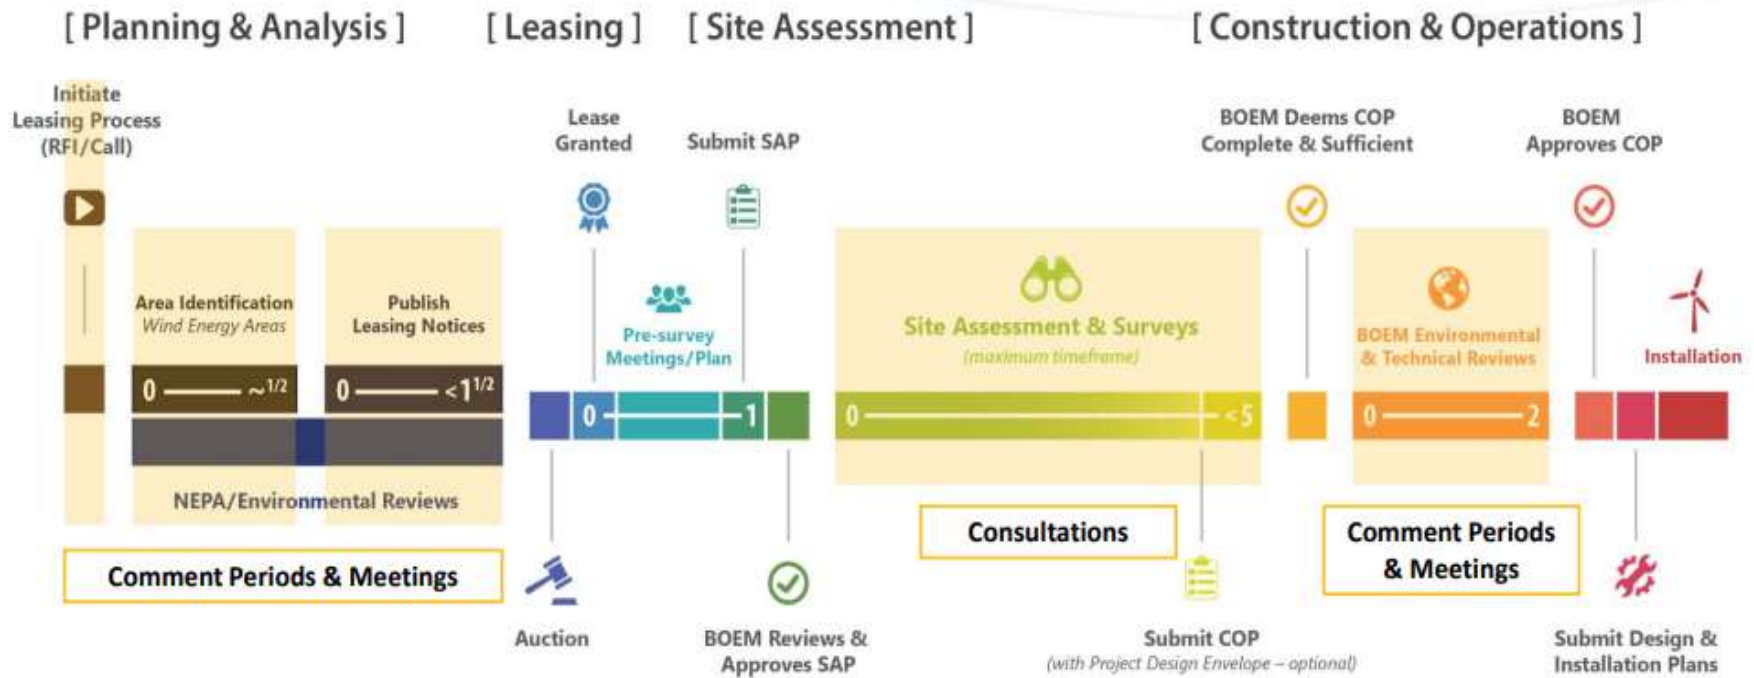 [ Planning & Analysis ]
[ Leasing ]
[ Site Assessment ]
[ Construction & Operations ]
Initiate
Leasing Process
(RFI/Call)
Lease
Granted
Submit SAP
BOEM Deems COP
Complete & Sufficient
BOEM
Approves COP
Area Identification
Wind Energy Areas
Publish
Leasing Notices
Pre-survey
Meetings/Plan
Site Assessment & Surveys
(maximum timeframe)
BOEM Environmental
& Technical Reviews
Installation
0 ~1/2
0 <1 1/2
0 1
0 <5
0 2
NEPA/Environmental Reviews
Comment Periods & Meetings
Consultations
Comment Periods
& Meetings
Auction
BOEM Reviews &
Approves SAP
Submit COP
(with Project Design Envelope – optional)
Submit Design &
Installation Plans